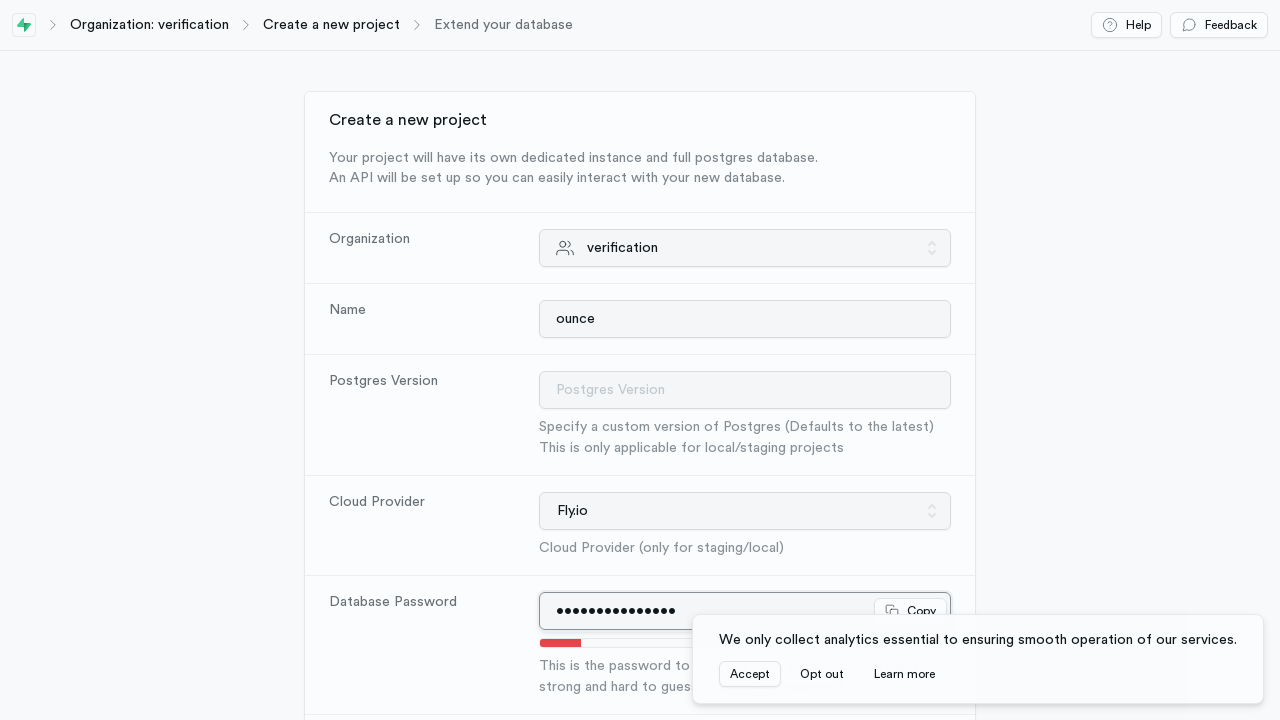 Organization: verification
Create a new project
Extend your database
Help
Feedback
Create a new project
Your project will have its own dedicated instance and full postgres database.
An API will be set up so you can easily interact with your new database.
Organization
verification
Name
ounce
Postgres Version
Postgres Version
Specify a custom version of Postgres (Defaults to the latest)
This is only applicable for local/staging projects
Cloud Provider
Fly.io
Cloud Provider (only for staging/local)
Database Password
•••••••••••••••
Copy
This is the password to
strong and hard to gues
We only collect analytics essential to ensuring smooth operation of our services.
Accept
Opt out
Learn more